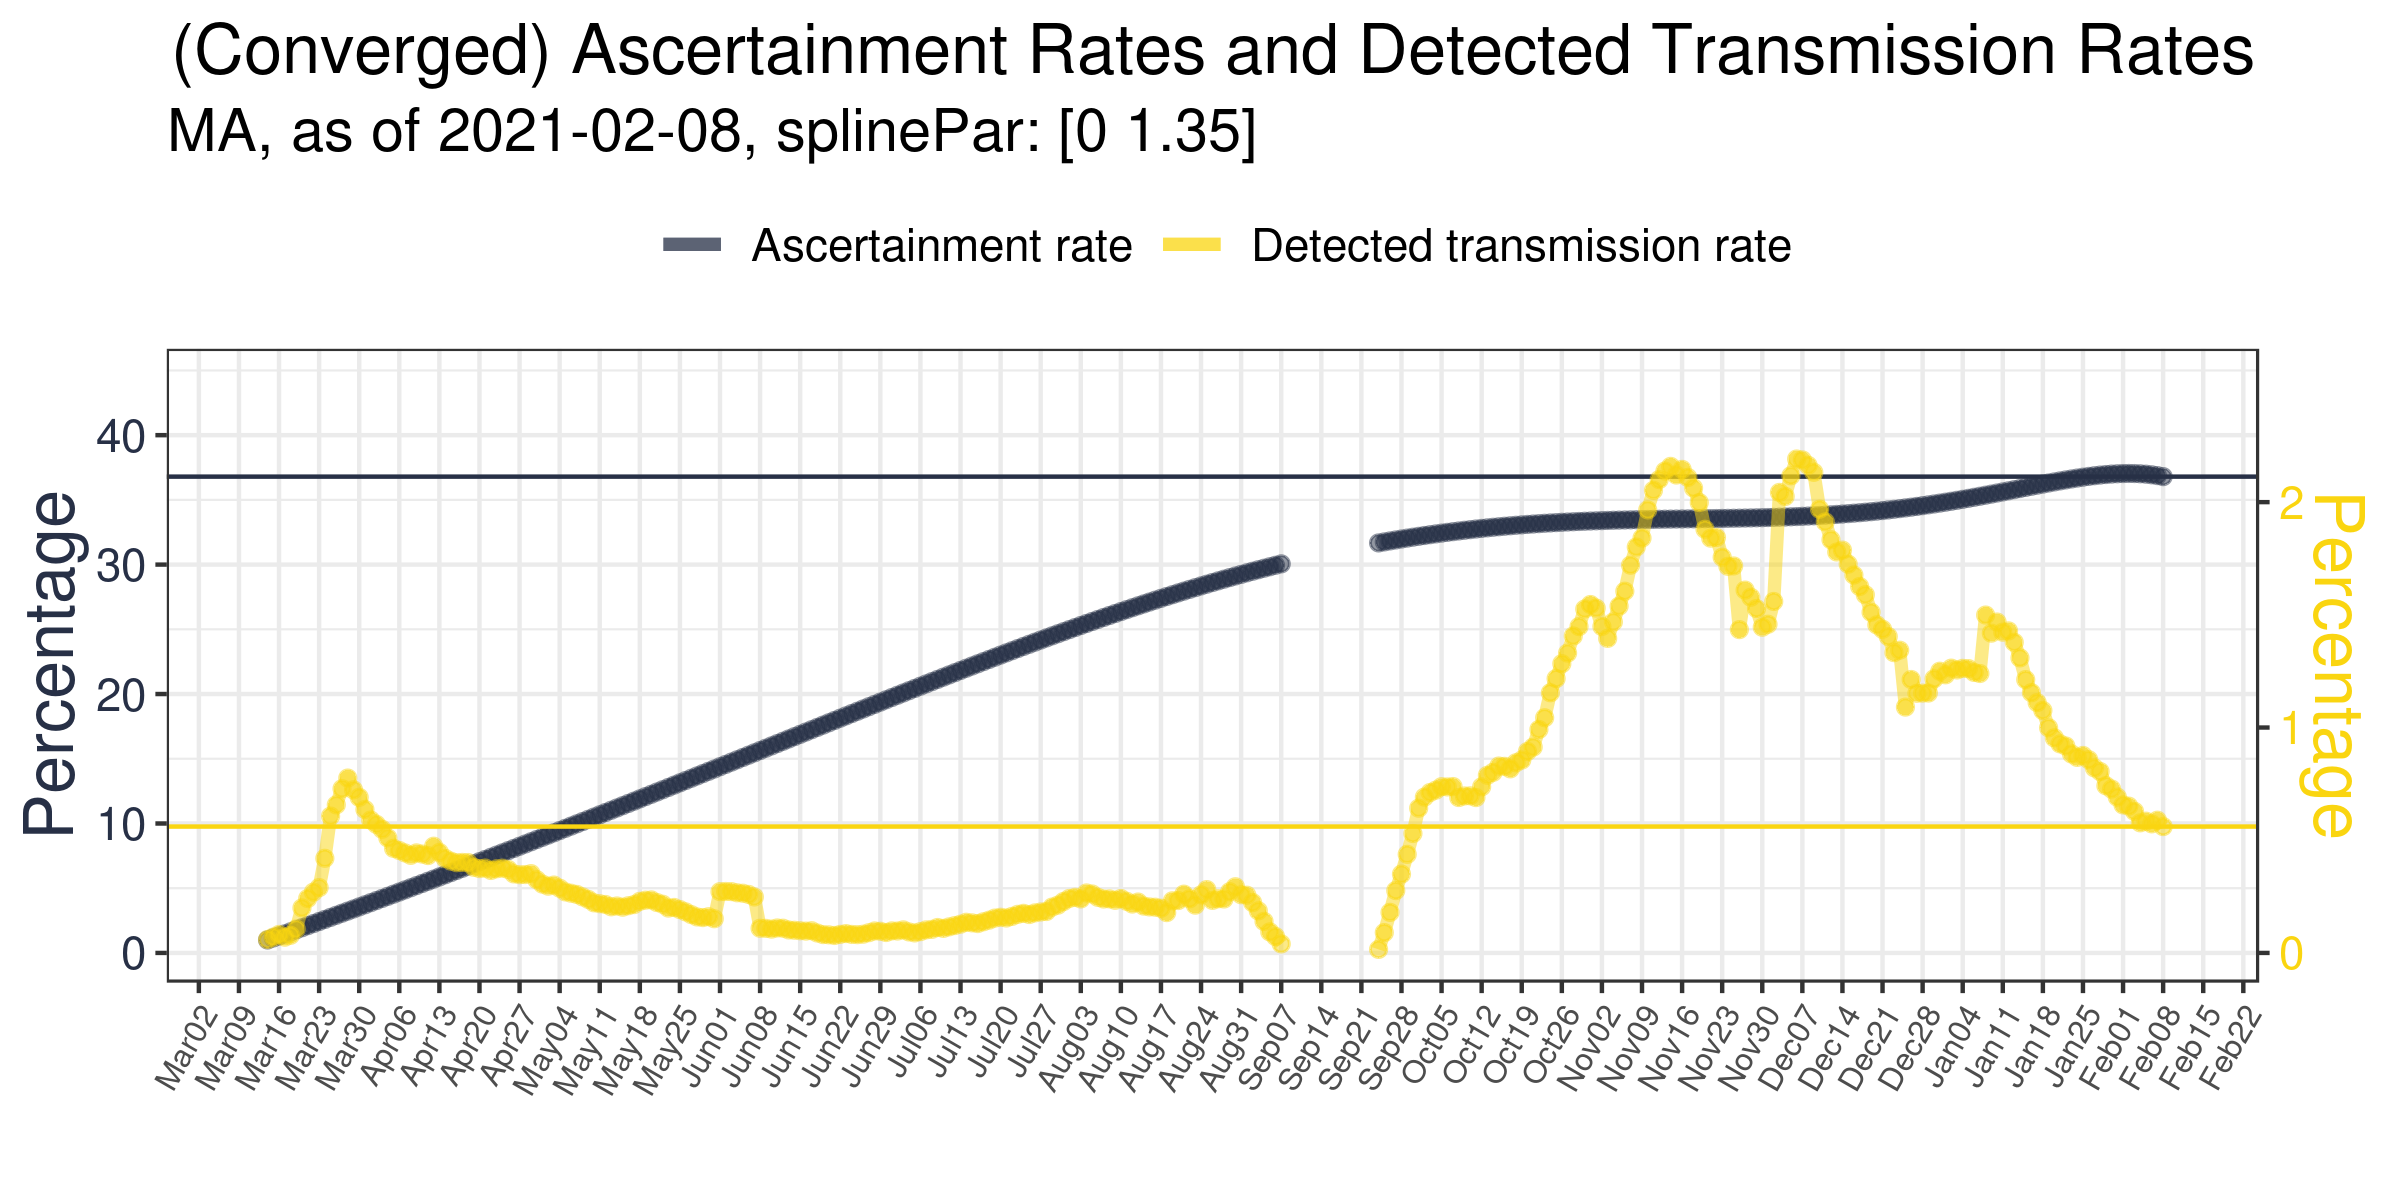 (Converged) Ascertainment Rates and Detected Transmission Rates
MA, as of 2021-02-08, splinePar: [0 1.35]
Ascertainment rate
Detected transmission rate
Percentage
40
30
20
10
0
2
1
0
Percentage
Mar02
Mar09
Mar16
Mar23
Mar30
Apr06
Apr13
Apr20
Apr27
May04
May11
May18
May25
Jun01
Jun08
Jun15
Jun22
Jun29
Jul06
Jul13
Jul20
Jul27
Aug03
Aug10
Aug17
Aug24
Aug31
Sep07
Sep14
Sep21
Sep28
Oct05
Oct12
Oct19
Oct26
Nov02
Nov09
Nov16
Nov23
Nov30
Dec07
Dec14
Dec21
Dec28
Jan04
Jan11
Jan18
Jan25
Feb01
Feb08
Feb15
Feb22